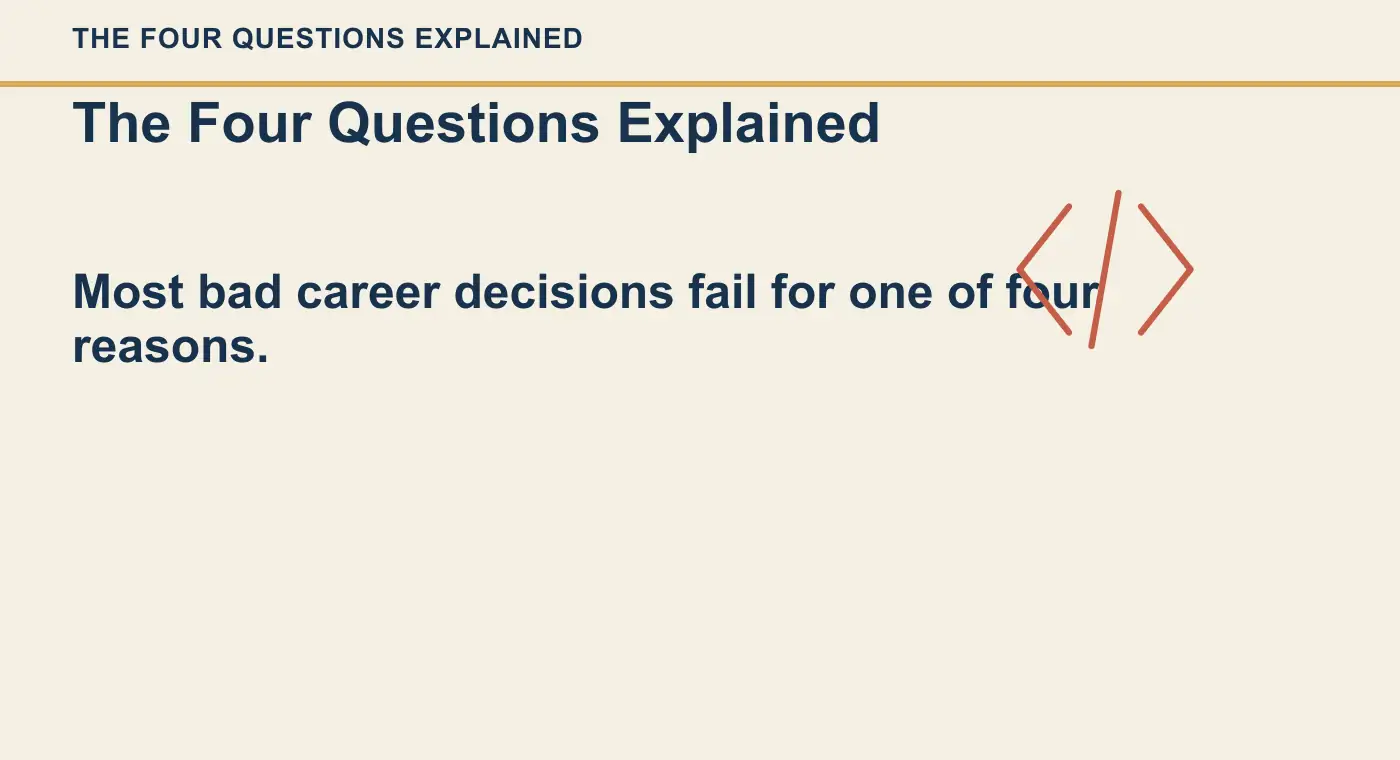 THE FOUR QUESTIONS EXPLAINED
The Four Questions Explained
Most bad career decisions fail for one of four
reasons.